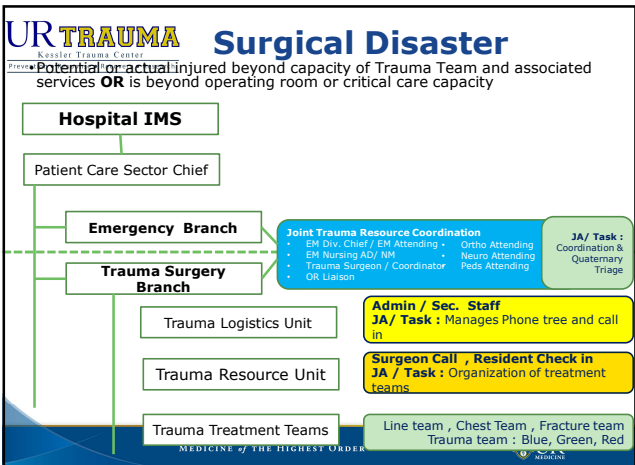 UR TRAUMA
Kessler Trauma Center
Surgical Disaster
• Potential or actual injured beyond capacity of Trauma Team and associated
services OR is beyond operating room or critical care capacity
Hospital IMS
Patient Care Sector Chief
Emergency Branch
Trauma Surgery
Branch
Joint Trauma Resource Coordination
• EM Div. Chief / EM Attending
• EM Nursing AD/ NM
• Trauma Surgeon / Coordinator
• OR Liaison
• Ortho Attending
• Neuro Attending
• Peds Attending
JA/ Task :
Coordination &
Quaternary
Triage
Trauma Logistics Unit
Admin / Sec. Staff
JA/ Task : Manages Phone tree and call
in
Trauma Resource Unit
Surgeon Call , Resident Check in
JA / Task : Organization of treatment
teams
Trauma Treatment Teams
Line team , Chest Team , Fracture team
Trauma team : Blue, Green, Red
MEDICINE of THE HIGHEST ORDER
MEDICINE